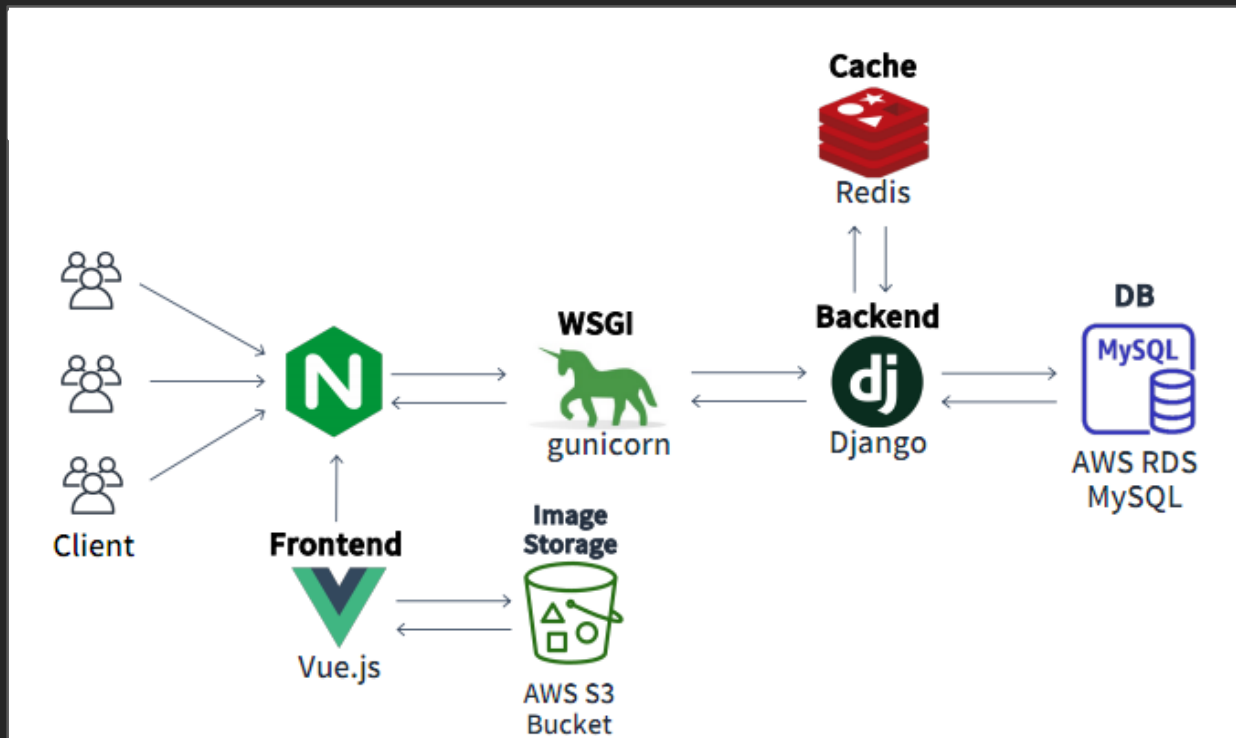 Cache
Redis
Client
N
WSGI
gunicorn
Backend
dj
Django
DB
MySQL
AWS RDS
MySQL
Frontend
Vue.js
Image
Storage
AWS S3
Bucket